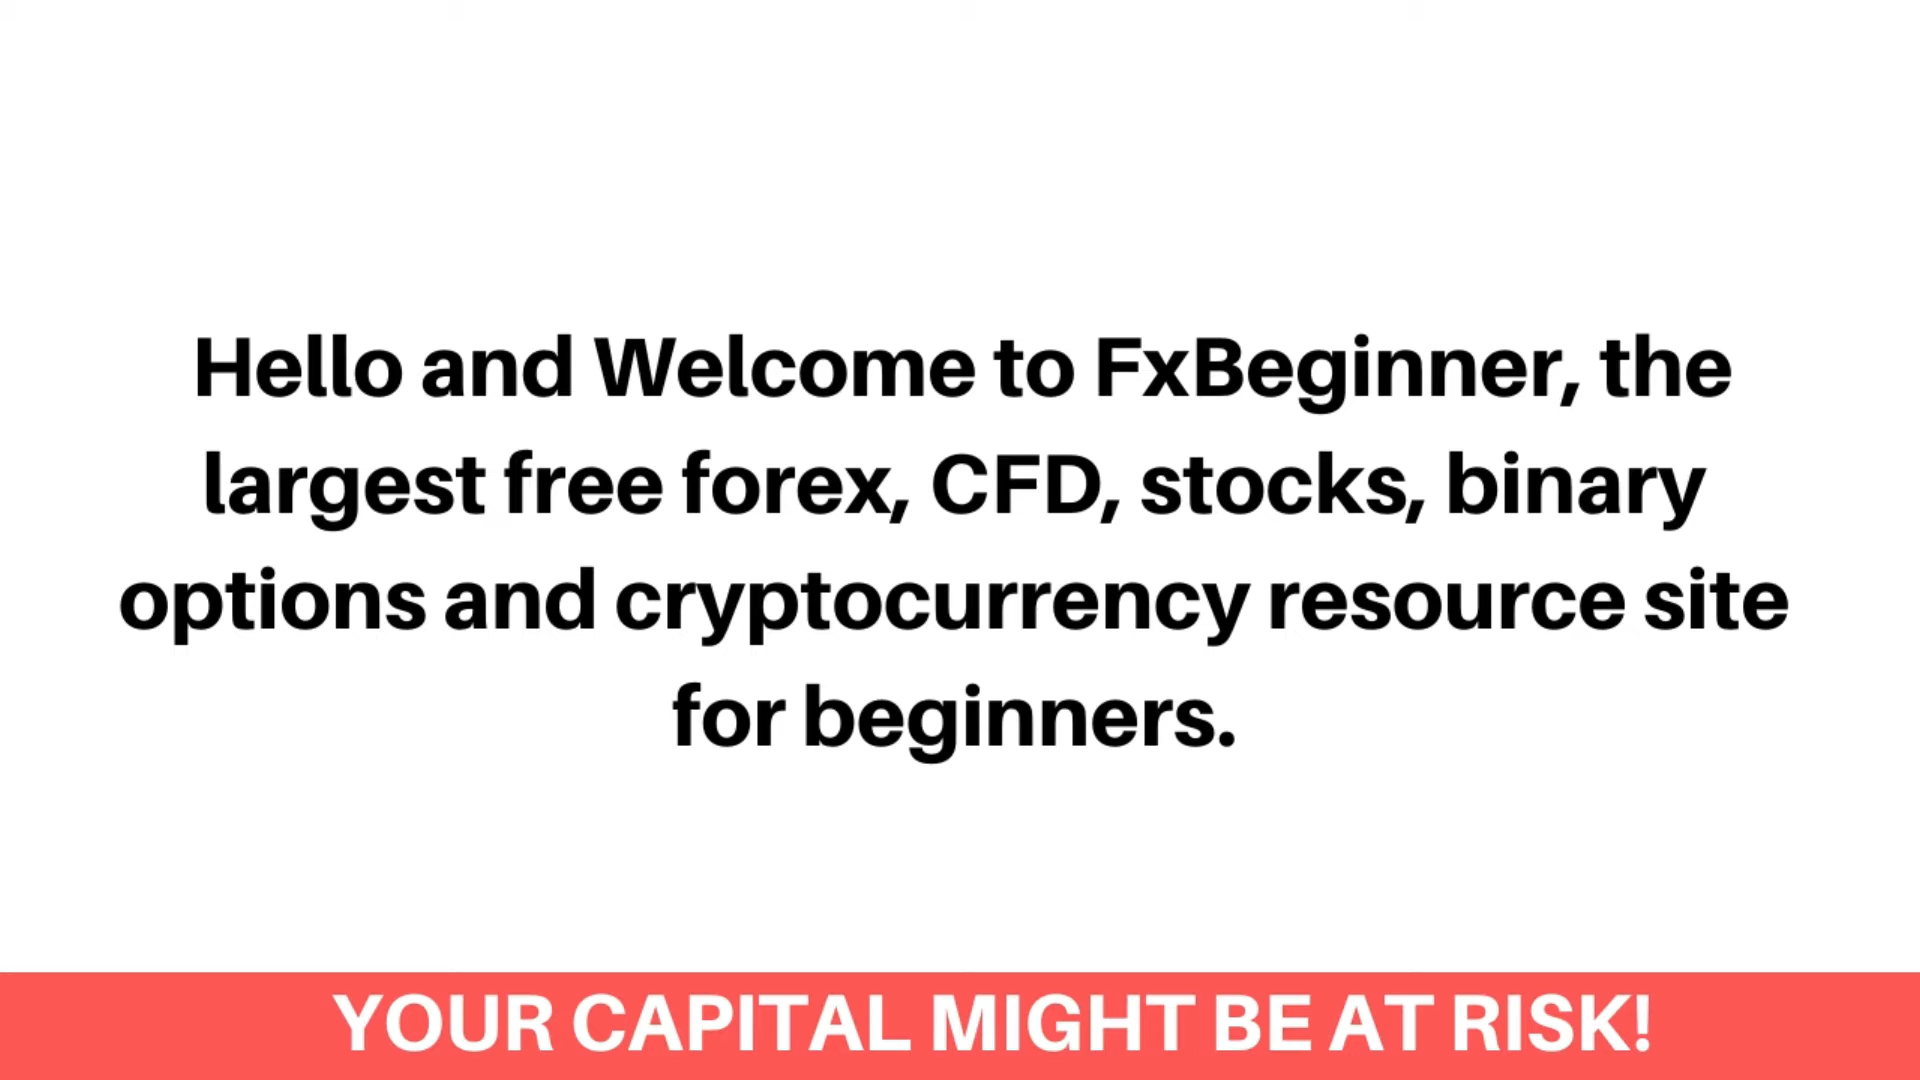 Hello and Welcome to FxBeginner, the
largest free forex, CFD, stocks, binary
options and cryptocurrency resource site
for beginners.
YOUR CAPITAL MIGHT BE AT RISK!